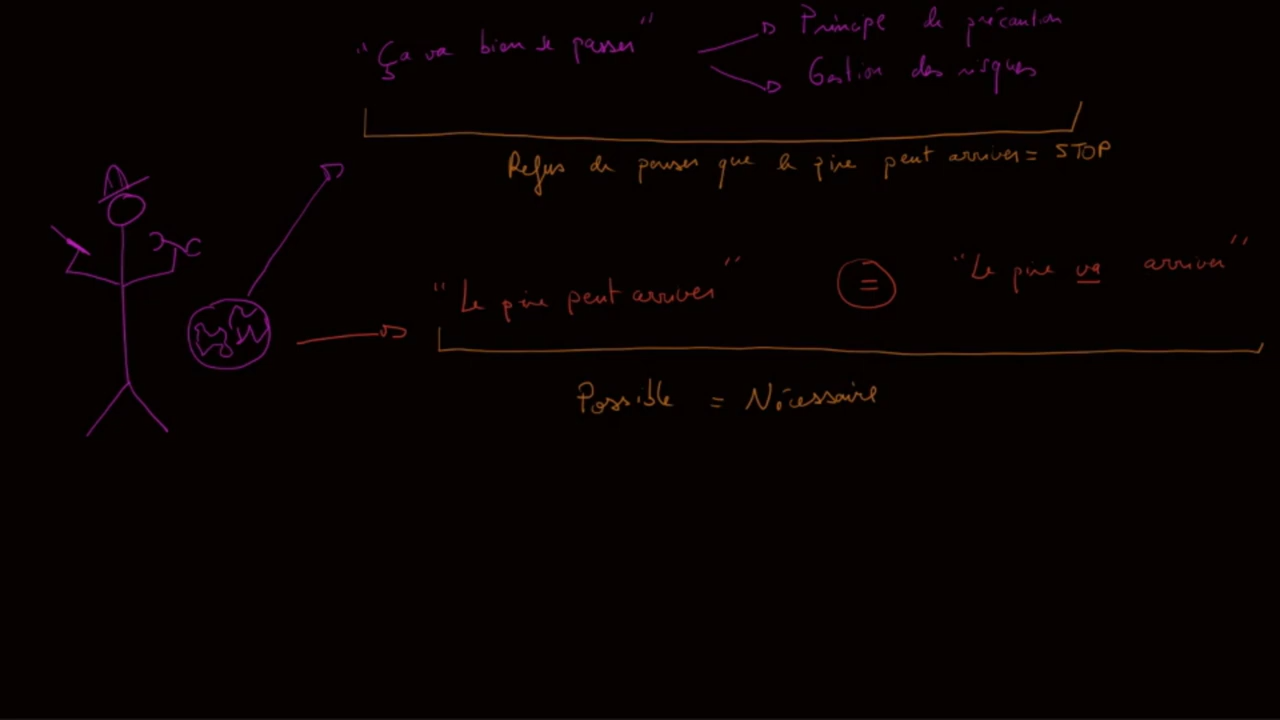 "Ça va bien se passer"
Principe de précaution
Gestion des risques
Refus de penser que le pire peut arriver = STOP
"Le pire peut arriver" = "Le pire va arriver"
Possible = Nécessaire